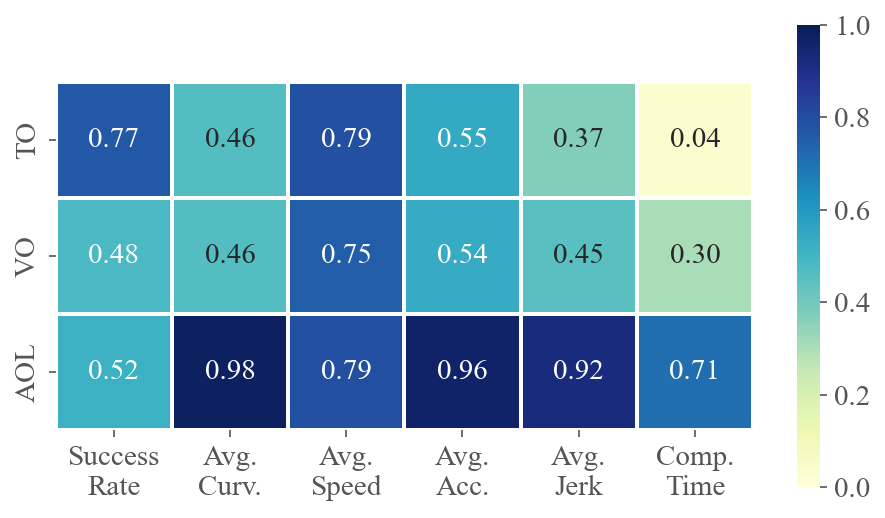 1.0
TO 0.77 0.46 0.79 0.55 0.37 0.04
0.8
VO 0.48 0.46 0.75 0.54 0.45 0.30
0.6
0.4
AOL 0.52 0.98 0.79 0.96 0.92 0.71
0.2
0.0
Success Avg. Avg. Avg. Avg. Comp.
Rate Curv. Speed Acc. Jerk Time